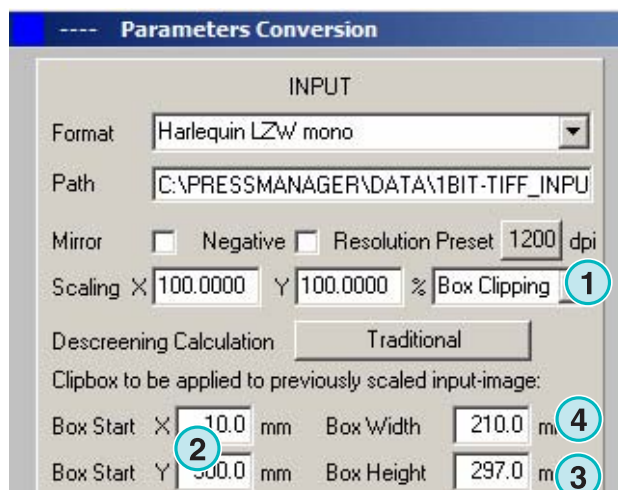 ---- Parameters Conversion
INPUT
Format Harlequin LZW mono
Path C:\PRESSMANAGER\DATA\1BIT-TIFF_INPU
Mirror Negative Resolution Preset 1200 dpi
Scaling X 100.0000 Y 100.0000 % Box Clipping 1
Descreening Calculation Traditional
Clipbox to be applied to previously scaled input-image:
Box Start X 10.0 mm Box Width 210.0 m 4
2
Box Start Y mm Box Height 297.0 m 3